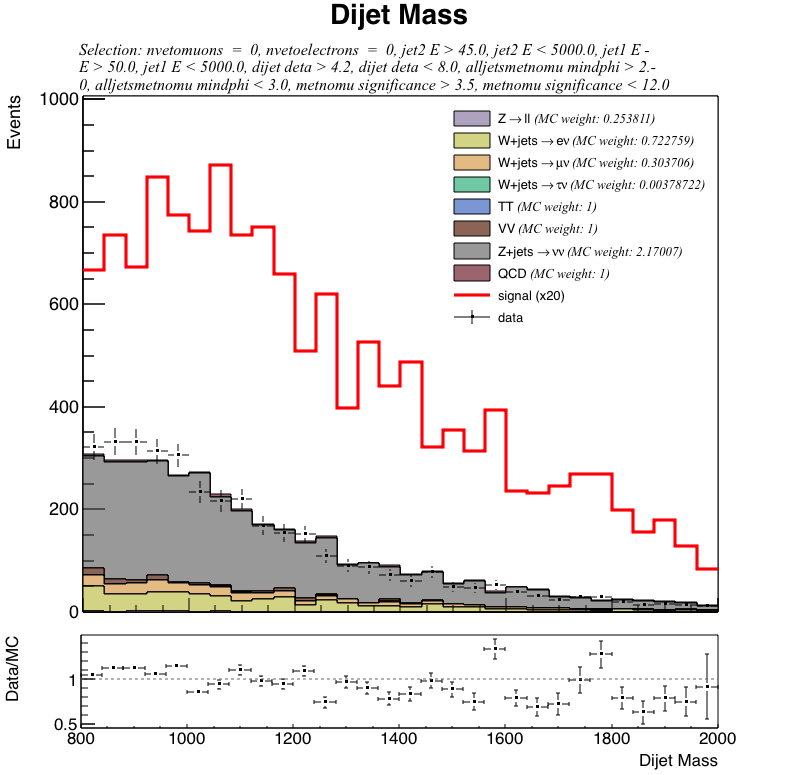 Dijet Mass
Selection: nvetomuons = 0, nvetoelectrons = 0, jet2 E > 45.0, jet2 E < 5000.0, jet1 E -
E > 50.0, jet1 E < 5000.0, dijet deta > 4.2, dijet deta < 8.0, alljetsmetnomu mindphi > 2.-
0, alljetsmetnomu mindphi < 3.0, metnomu significance > 3.5, metnomu significance < 12.0
Events
1000
800
600
400
200
0
Z→ll (MC weight: 0.253811)
W+jets→eν (MC weight: 0.722759)
W+jets→μν (MC weight: 0.303706)
W+jets→τν (MC weight: 0.00378722)
TT (MC weight: 1)
VV (MC weight: 1)
Z+jets→νν (MC weight: 2.17007)
QCD (MC weight: 1)
signal (x20)
data
Data/MC
1
0.5
800
1000
1200
1400
1600
1800
2000
Dijet Mass